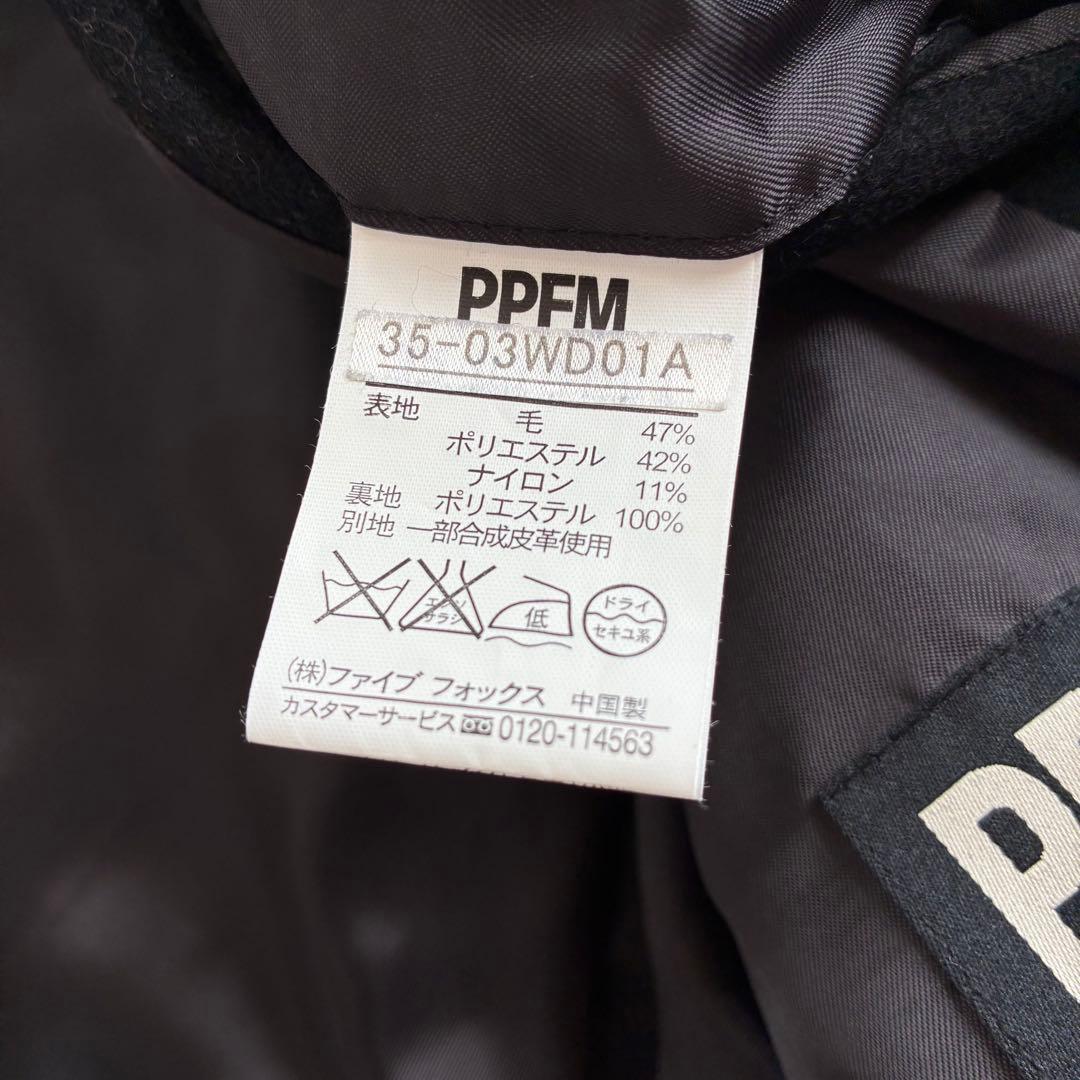 PPFM
35-03WD01A
表地 毛 47%
ポリエステル 42%
ナイロン 11%
裏地 ポリエステル 100%
別地 一部合成皮革使用
エンソ サラシ 低 ドライ セキユ系
(株)ファイブ フォックス 中国製
カスタマーサービス 0120-114563
P